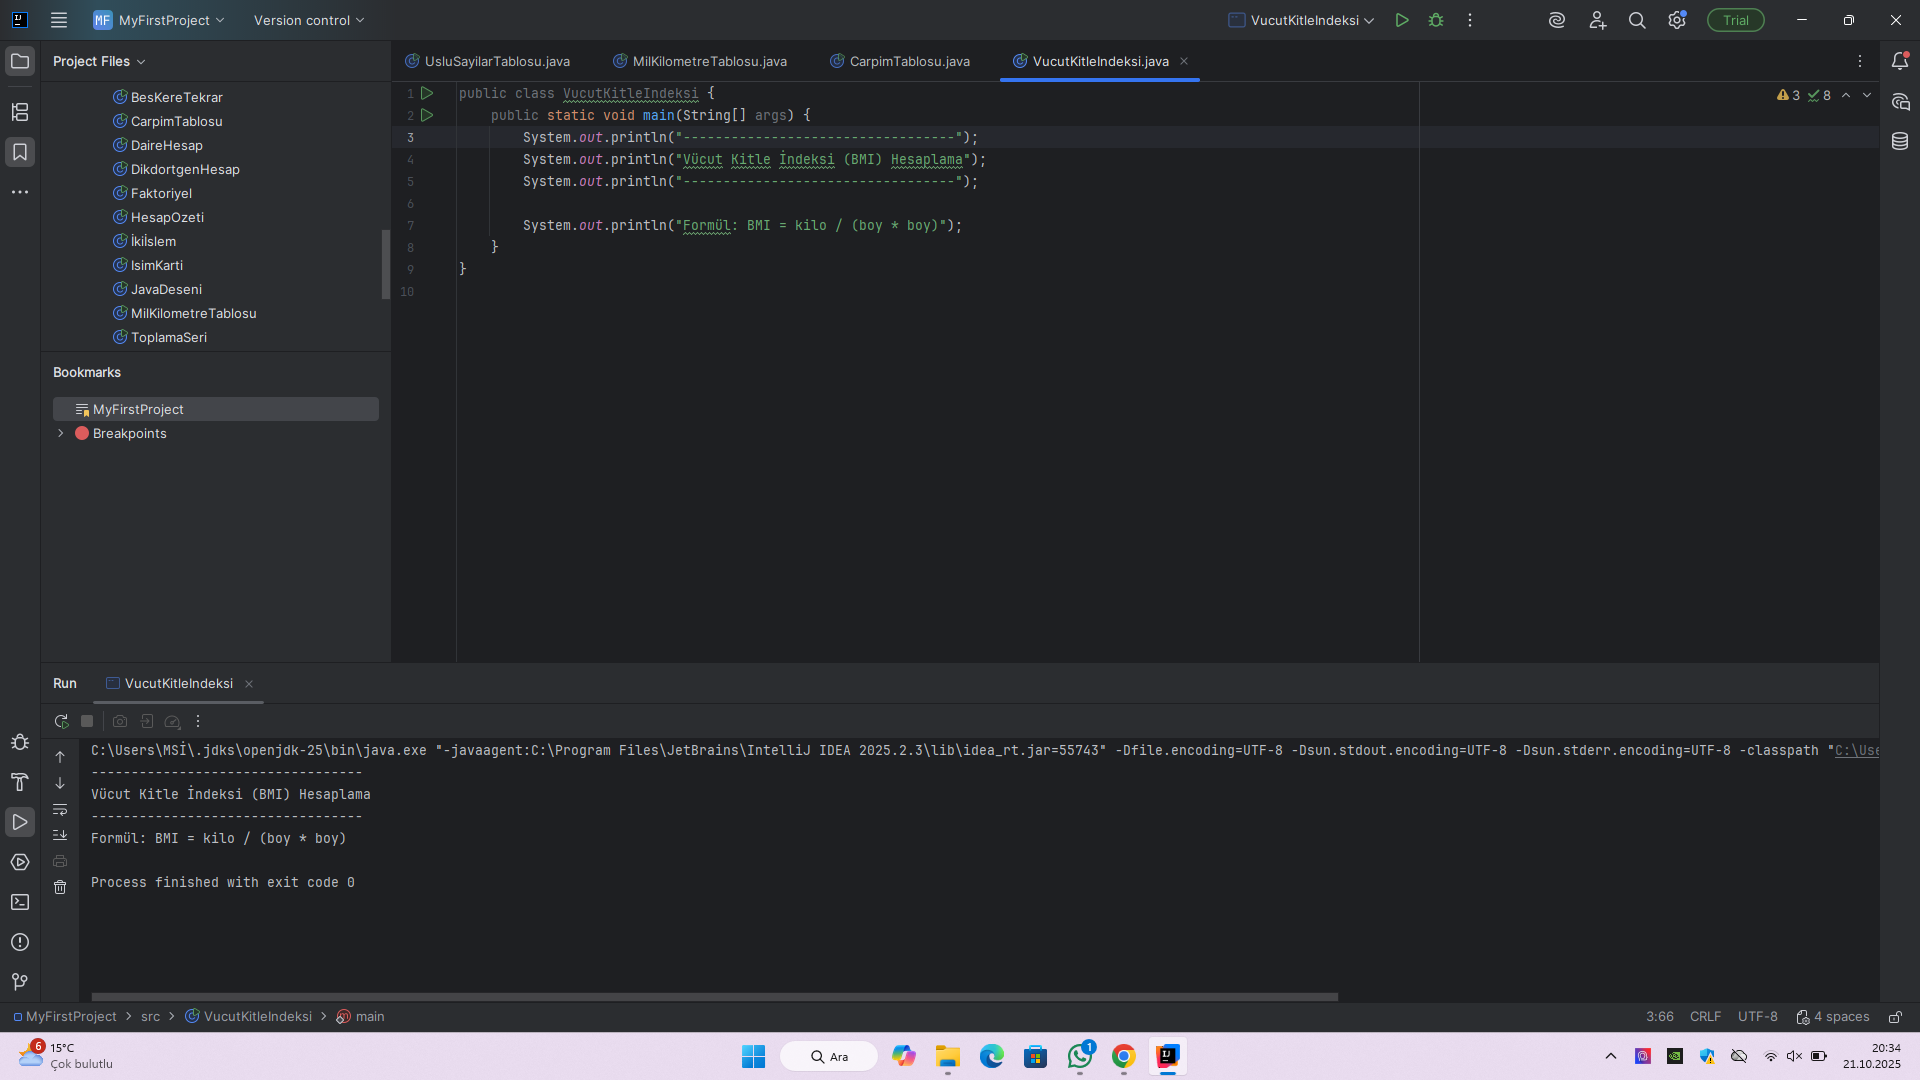 MF MyFirstProject Version control VucutKitleIndeksi Trial
Project Files
BesKereTekrar
CarpimTablosu
DaireHesap
DikdortgenHesap
Faktoriyel
HesapOzeti
İkiİslem
IsimKarti
JavaDeseni
MilKilometreTablosu
ToplamaSeri
Bookmarks
MyFirstProject
Breakpoints
UsluSayilarTablosu.java MilKilometreTablosu.java CarpimTablosu.java VucutKitleIndeksi.java
3 8
1 public class VucutKitleIndeksi {
2 public static void main(String[] args) {
3 System.out.println("----------------------------------");
4 System.out.println("Vücut Kitle İndeksi (BMI) Hesaplama");
5 System.out.println("----------------------------------");
6
7 System.out.println("Formül: BMI = kilo / (boy * boy)");
8 }
9 }
10
Run VucutKitleIndeksi
C:\Users\MSİ\.jdks\openjdk-25\bin\java.exe "-javaagent:C:\Program Files\JetBrains\IntelliJ IDEA 2025.2.3\lib\idea_rt.jar=55743" -Dfile.encoding=UTF-8 -Dsun.stdout.encoding=UTF-8 -Dsun.stderr.encoding=UTF-8 -classpath "C:\Use
----------------------------------
Vücut Kitle İndeksi (BMI) Hesaplama
----------------------------------
Formül: BMI = kilo / (boy * boy)
Process finished with exit code 0
MyFirstProject > src > VucutKitleIndeksi > main
3:66 CRLF UTF-8 4 spaces
6
15°C
Çok bulutlu
Ara
1
20:34
21.10.2025